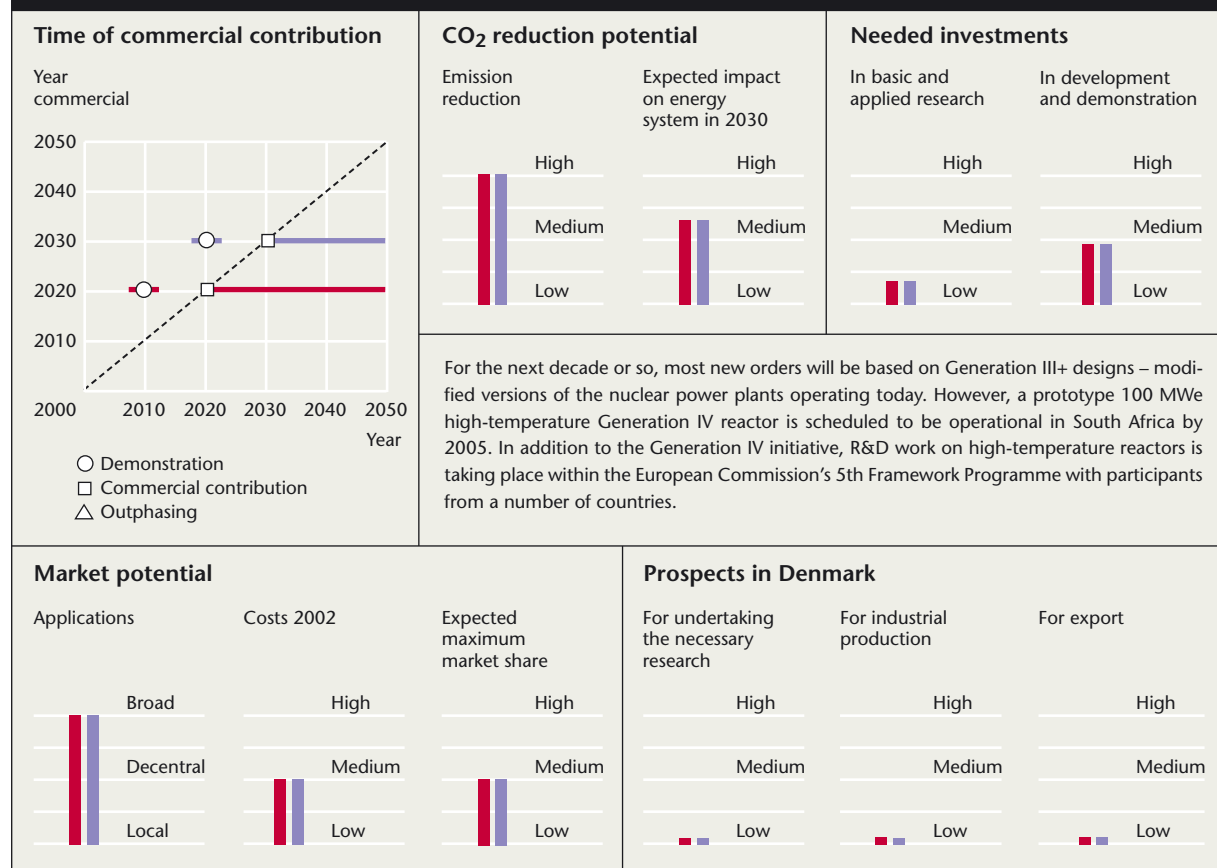 Time of commercial contribution
Year
commercial
2050
2040
2030
2020
2010
2000 2010 2020 2030 2040 2050
Year
Demonstration
Commercial contribution
Outphasing
CO₂ reduction potential
Emission
reduction
High
Medium
Low
Expected impact
on energy
system in 2030
High
Medium
Low
Needed investments
In basic and
applied research
High
Medium
Low
In development
and demonstration
High
Medium
Low
For the next decade or so, most new orders will be based on Generation III+ designs – modi-
fied versions of the nuclear power plants operating today. However, a prototype 100 MWe
high-temperature Generation IV reactor is scheduled to be operational in South Africa by
2005. In addition to the Generation IV initiative, R&D work on high-temperature reactors is
taking place within the European Commission's 5th Framework Programme with participants
from a number of countries.
Market potential
Applications
Broad
Decentral
Local
Costs 2002
High
Medium
Low
Expected
maximum
market share
High
Medium
Low
Prospects in Denmark
For undertaking
the necessary
research
High
Medium
Low
For industrial
production
High
Medium
Low
For export
High
Medium
Low